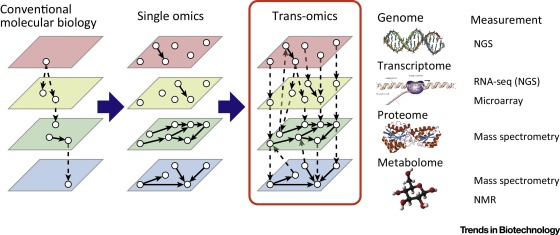 Conventional
molecular biology
Single omics
Trans-omics
Genome
Measurement
NGS
Transcriptome
RNA-seq (NGS)
Microarray
Proteome
Mass spectrometry
Metabolome
Mass spectrometry
NMR
Trends in Biotechnology